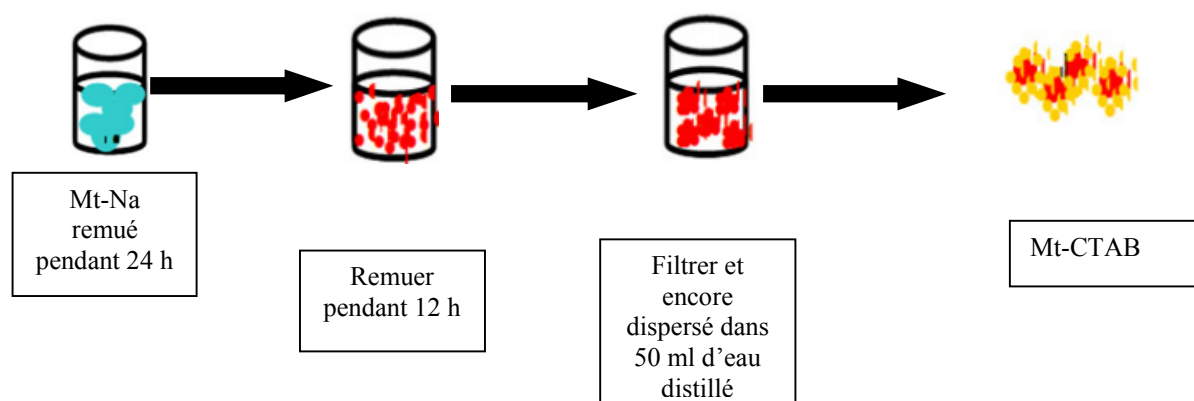 Mt-Na
remué
pendant 24 h
Remuer
pendant 12 h
Filtrer et
encore
dispersé dans
50 ml d’eau
distillé
Mt-CTAB